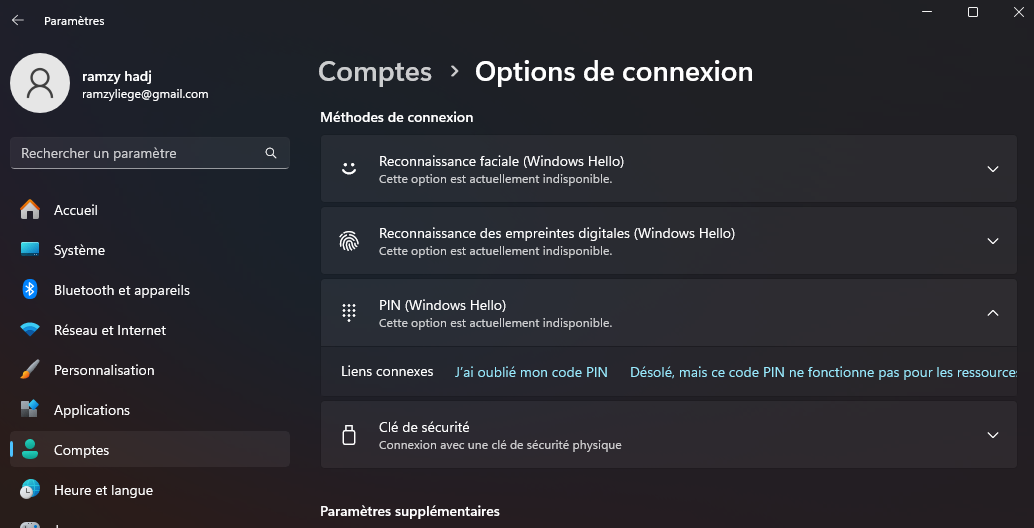 Paramètres
ramzy hadj
ramzyliege@gmail.com
Rechercher un paramètre
Accueil
Système
Bluetooth et appareils
Réseau et Internet
Personnalisation
Applications
Comptes
Heure et langue
Comptes > Options de connexion
Méthodes de connexion
Reconnaissance faciale (Windows Hello)
Cette option est actuellement indisponible.
Reconnaissance des empreintes digitales (Windows Hello)
Cette option est actuellement indisponible.
PIN (Windows Hello)
Cette option est actuellement indisponible.
Liens connexes J'ai oublié mon code PIN Désolé, mais ce code PIN ne fonctionne pas pour les ressources
Clé de sécurité
Connexion avec une clé de sécurité physique
Paramètres supplémentaires